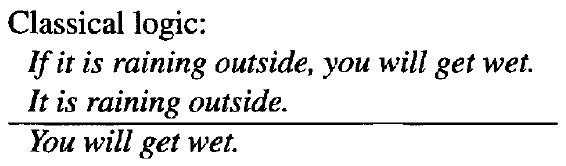 Classical logic:
If it is raining outside, you will get wet.
It is raining outside.
You will get wet.